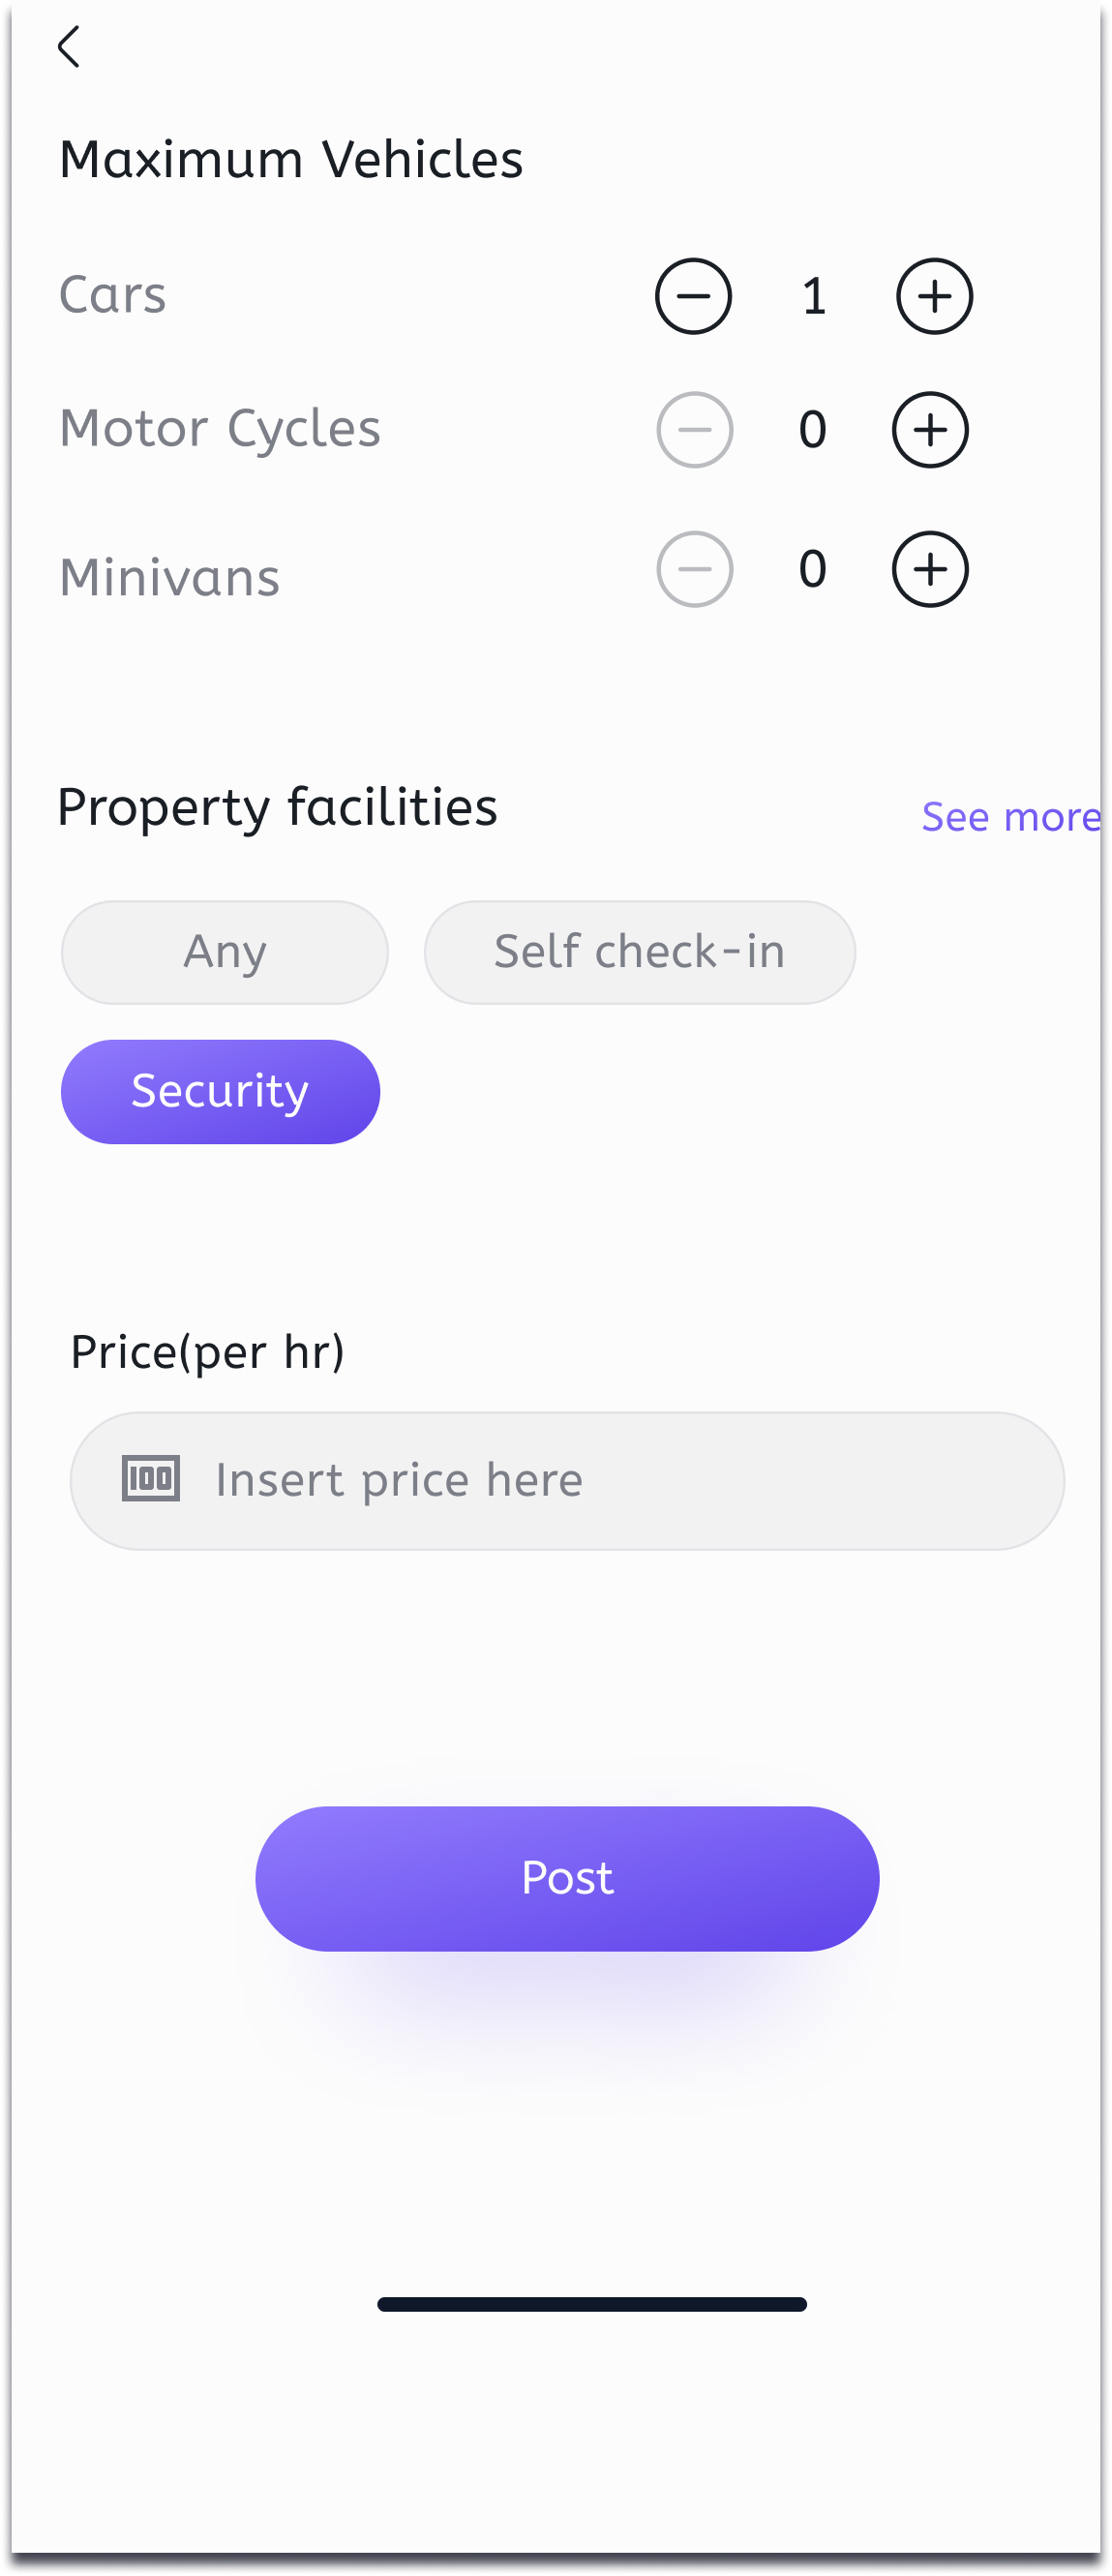 Maximum Vehicles
Cars 1
Motor Cycles 0
Minivans 0
Property facilities See more
Any Self check-in
Security
Price(per hr)
100 Insert price here
Post